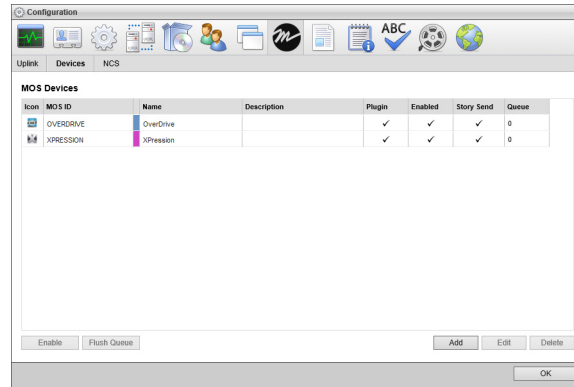 Configuration
ABC
Uplink Devices NCS
MOS Devices
Icon MOS ID Name Description Plugin Enabled Story Send Queue
OVERDRIVE OverDrive ✓ ✓ ✓ 0
XPRESSION XPression ✓ ✓ ✓ 0
Enable Flush Queue Add Edit Delete
OK